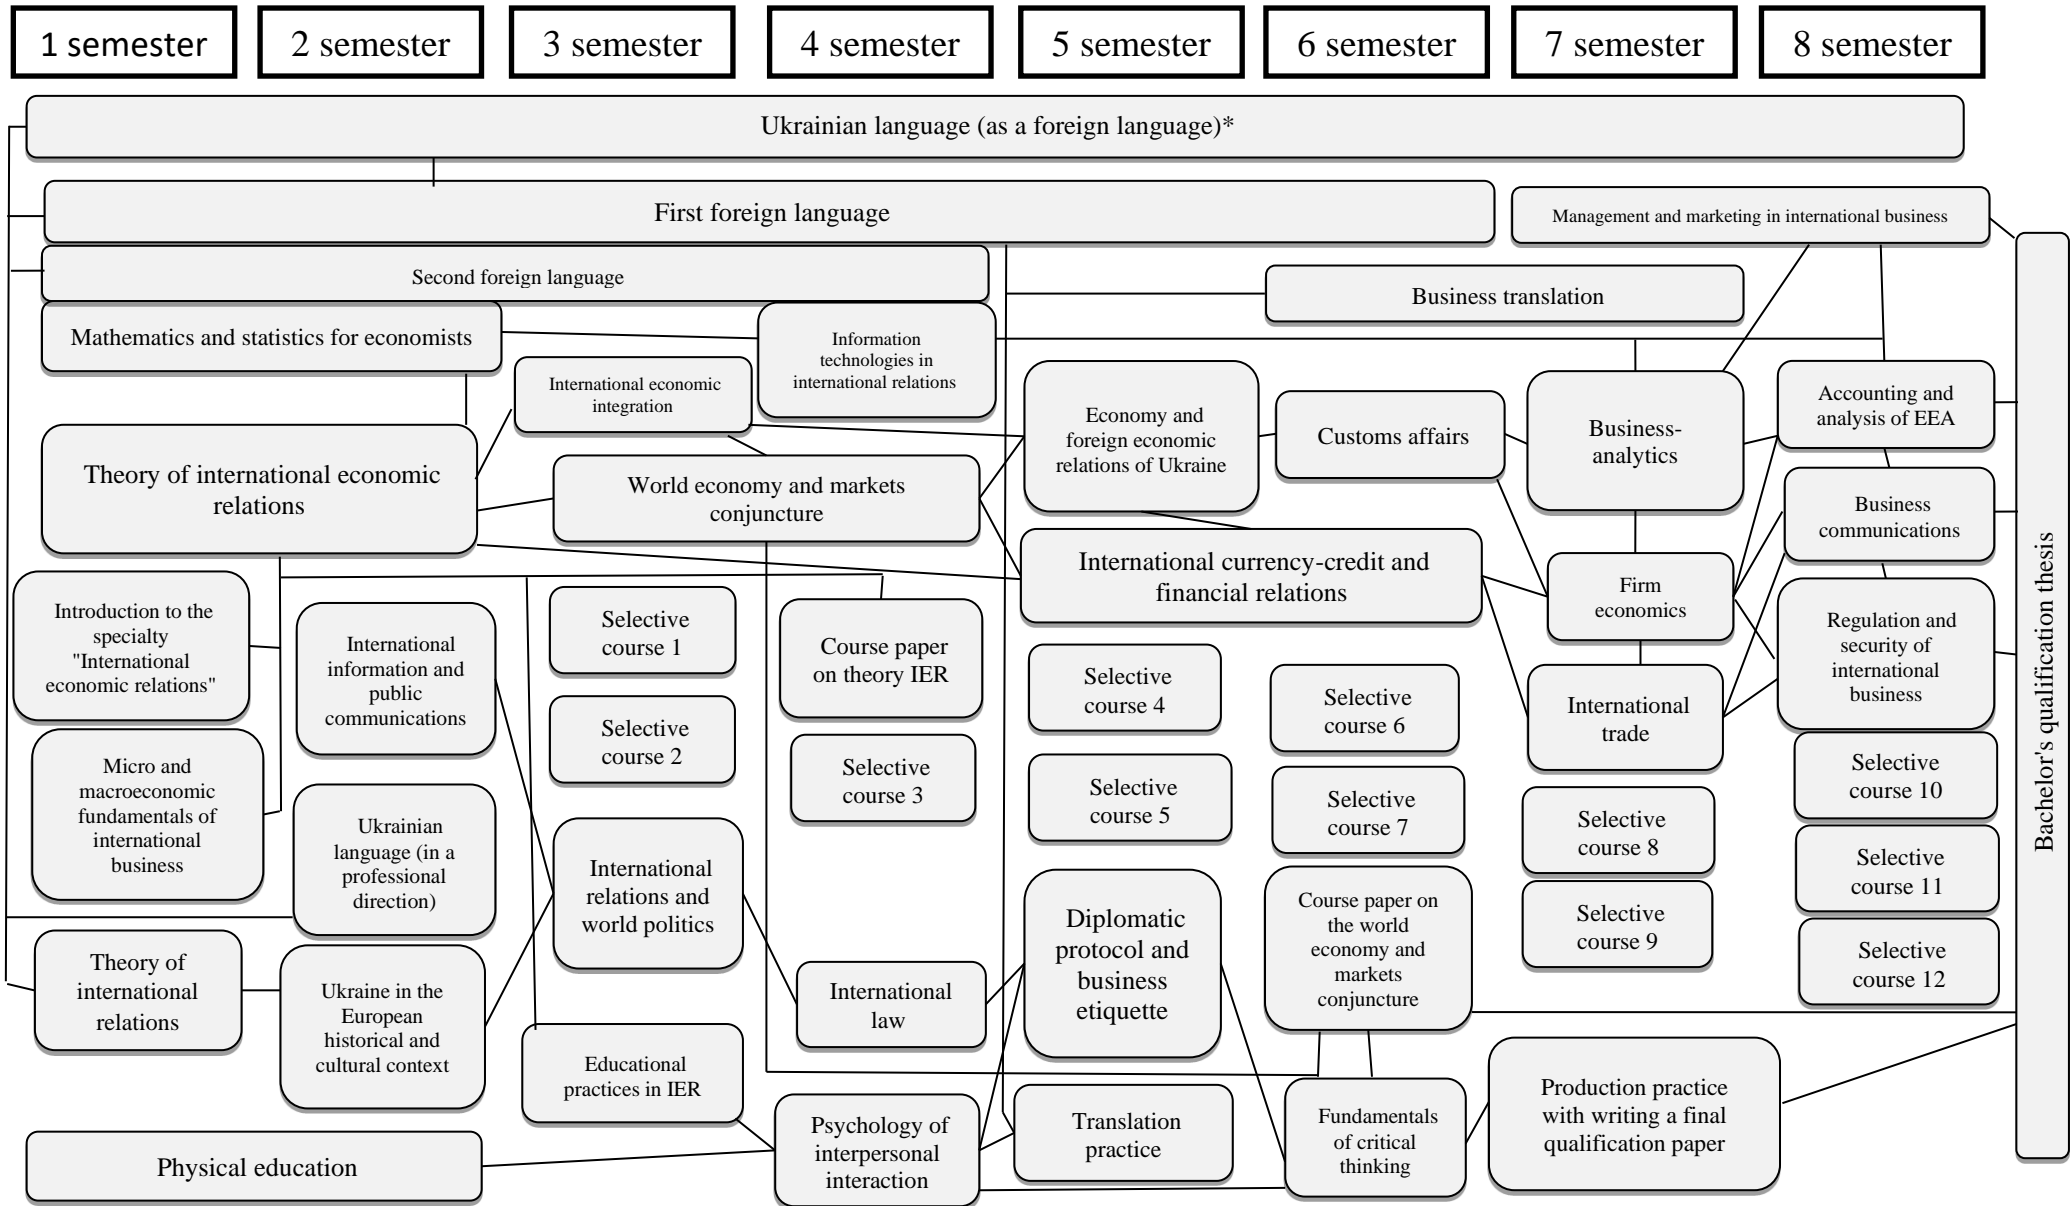 1 semester
2 semester
3 semester
4 semester
5 semester
6 semester
7 semester
8 semester
Ukrainian language (as a foreign language)*
First foreign language
Management and marketing in international business
Second foreign language
Business translation
Mathematics and statistics for economists
Information
technologies in
international relations
International economic
integration
Economy and
foreign economic
relations of Ukraine
Customs affairs
Business-
analytics
Accounting and
analysis of EEA
Theory of international economic
relations
World economy and markets
conjuncture
Business
communications
International currency-credit and
financial relations
Firm
economics
Introduction to the
specialty
"International
economic relations"
International
information and
public
communications
Selective
course 1
Course paper
on theory IER
Selective
course 4
Selective
course 6
International
trade
Regulation and
security of
international
business
Selective
course 2
Selective
course 3
Selective
course 5
Selective
course 7
Selective
course 8
Selective
course 10
Micro and
macroeconomic
fundamentals of
international
business
Ukrainian
language (in a
professional
direction)
International
relations and
world politics
Diplomatic
protocol and
business
etiquette
Course paper on
the world
economy and
markets
conjuncture
Selective
course 9
Selective
course 11
Selective
course 12
Theory of
international
relations
Ukraine in the
European
historical and
cultural context
International
law
Educational
practices in IER
Physical education
Psychology of
interpersonal
interaction
Translation
practice
Fundamentals
of critical
thinking
Production practice
with writing a final
qualification paper
Bachelor's qualification thesis